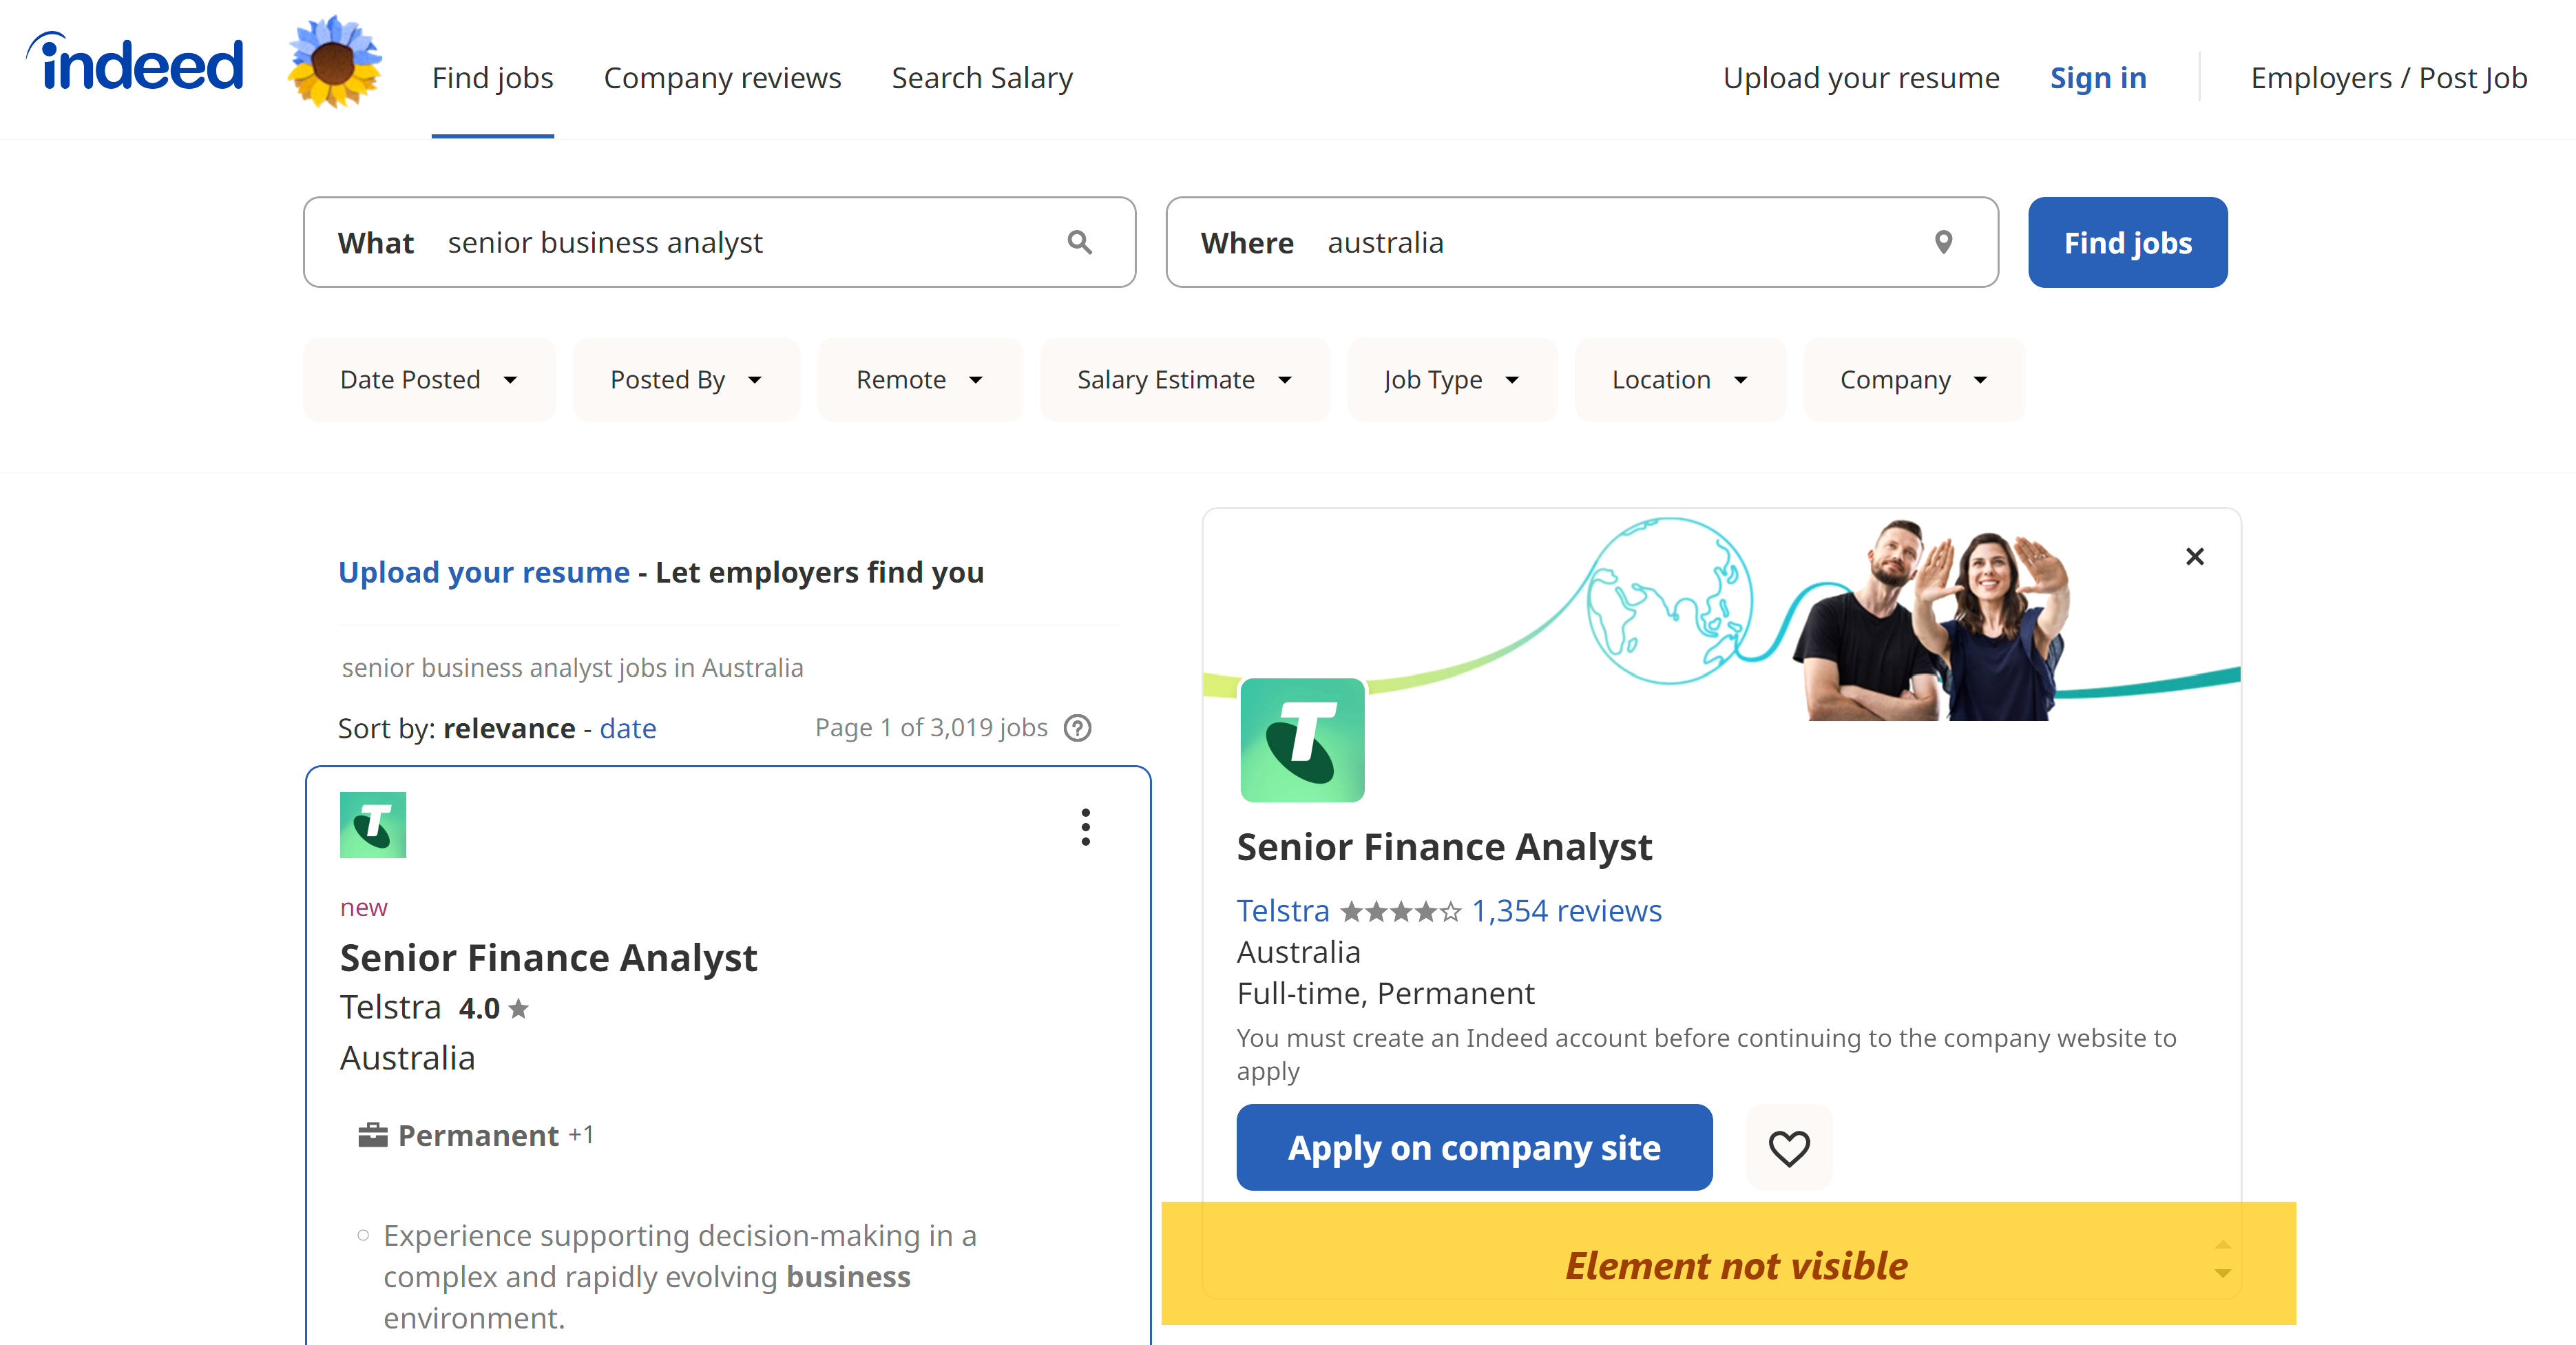 indeed
Find jobs
Company reviews
Search Salary
Upload your resume
Sign in
Employers / Post Job
What senior business analyst
Where australia
Find jobs
Date Posted
Posted By
Remote
Salary Estimate
Job Type
Location
Company
Upload your resume - Let employers find you
senior business analyst jobs in Australia
Sort by: relevance - date
Page 1 of 3,019 jobs
new
Senior Finance Analyst
Telstra 4.0
Australia
Permanent +1
Experience supporting decision-making in a
complex and rapidly evolving business
environment.
T
Senior Finance Analyst
Telstra 1,354 reviews
Australia
Full-time, Permanent
You must create an Indeed account before continuing to the company website to
apply
Apply on company site
Element not visible